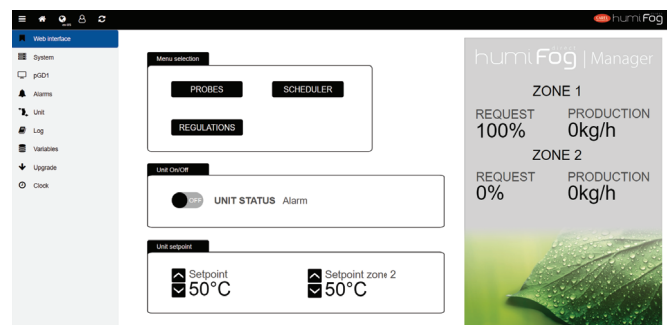 humiFog
Web interface
System
pGD1
Alarms
Unit
Log
Variables
Upgrade
Clock
Menu selection
PROBES SCHEDULER
REGULATIONS
Unit On/Off
OFF UNIT STATUS Alarm
Unit setpoint
Setpoint Setpoint zone 2
50°C 50°C
humiFog | Manager
ZONE 1
REQUEST PRODUCTION
100% 0kg/h
ZONE 2
REQUEST PRODUCTION
0% 0kg/h